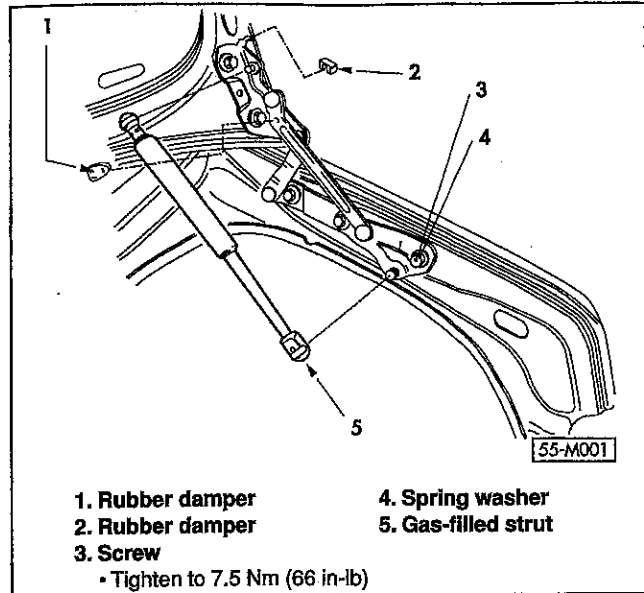 1
2
3
4
5
55-M001
1. Rubber damper
2. Rubber damper
3. Screw
• Tighten to 7.5 Nm (66 in-lb)
4. Spring washer
5. Gas-filled strut